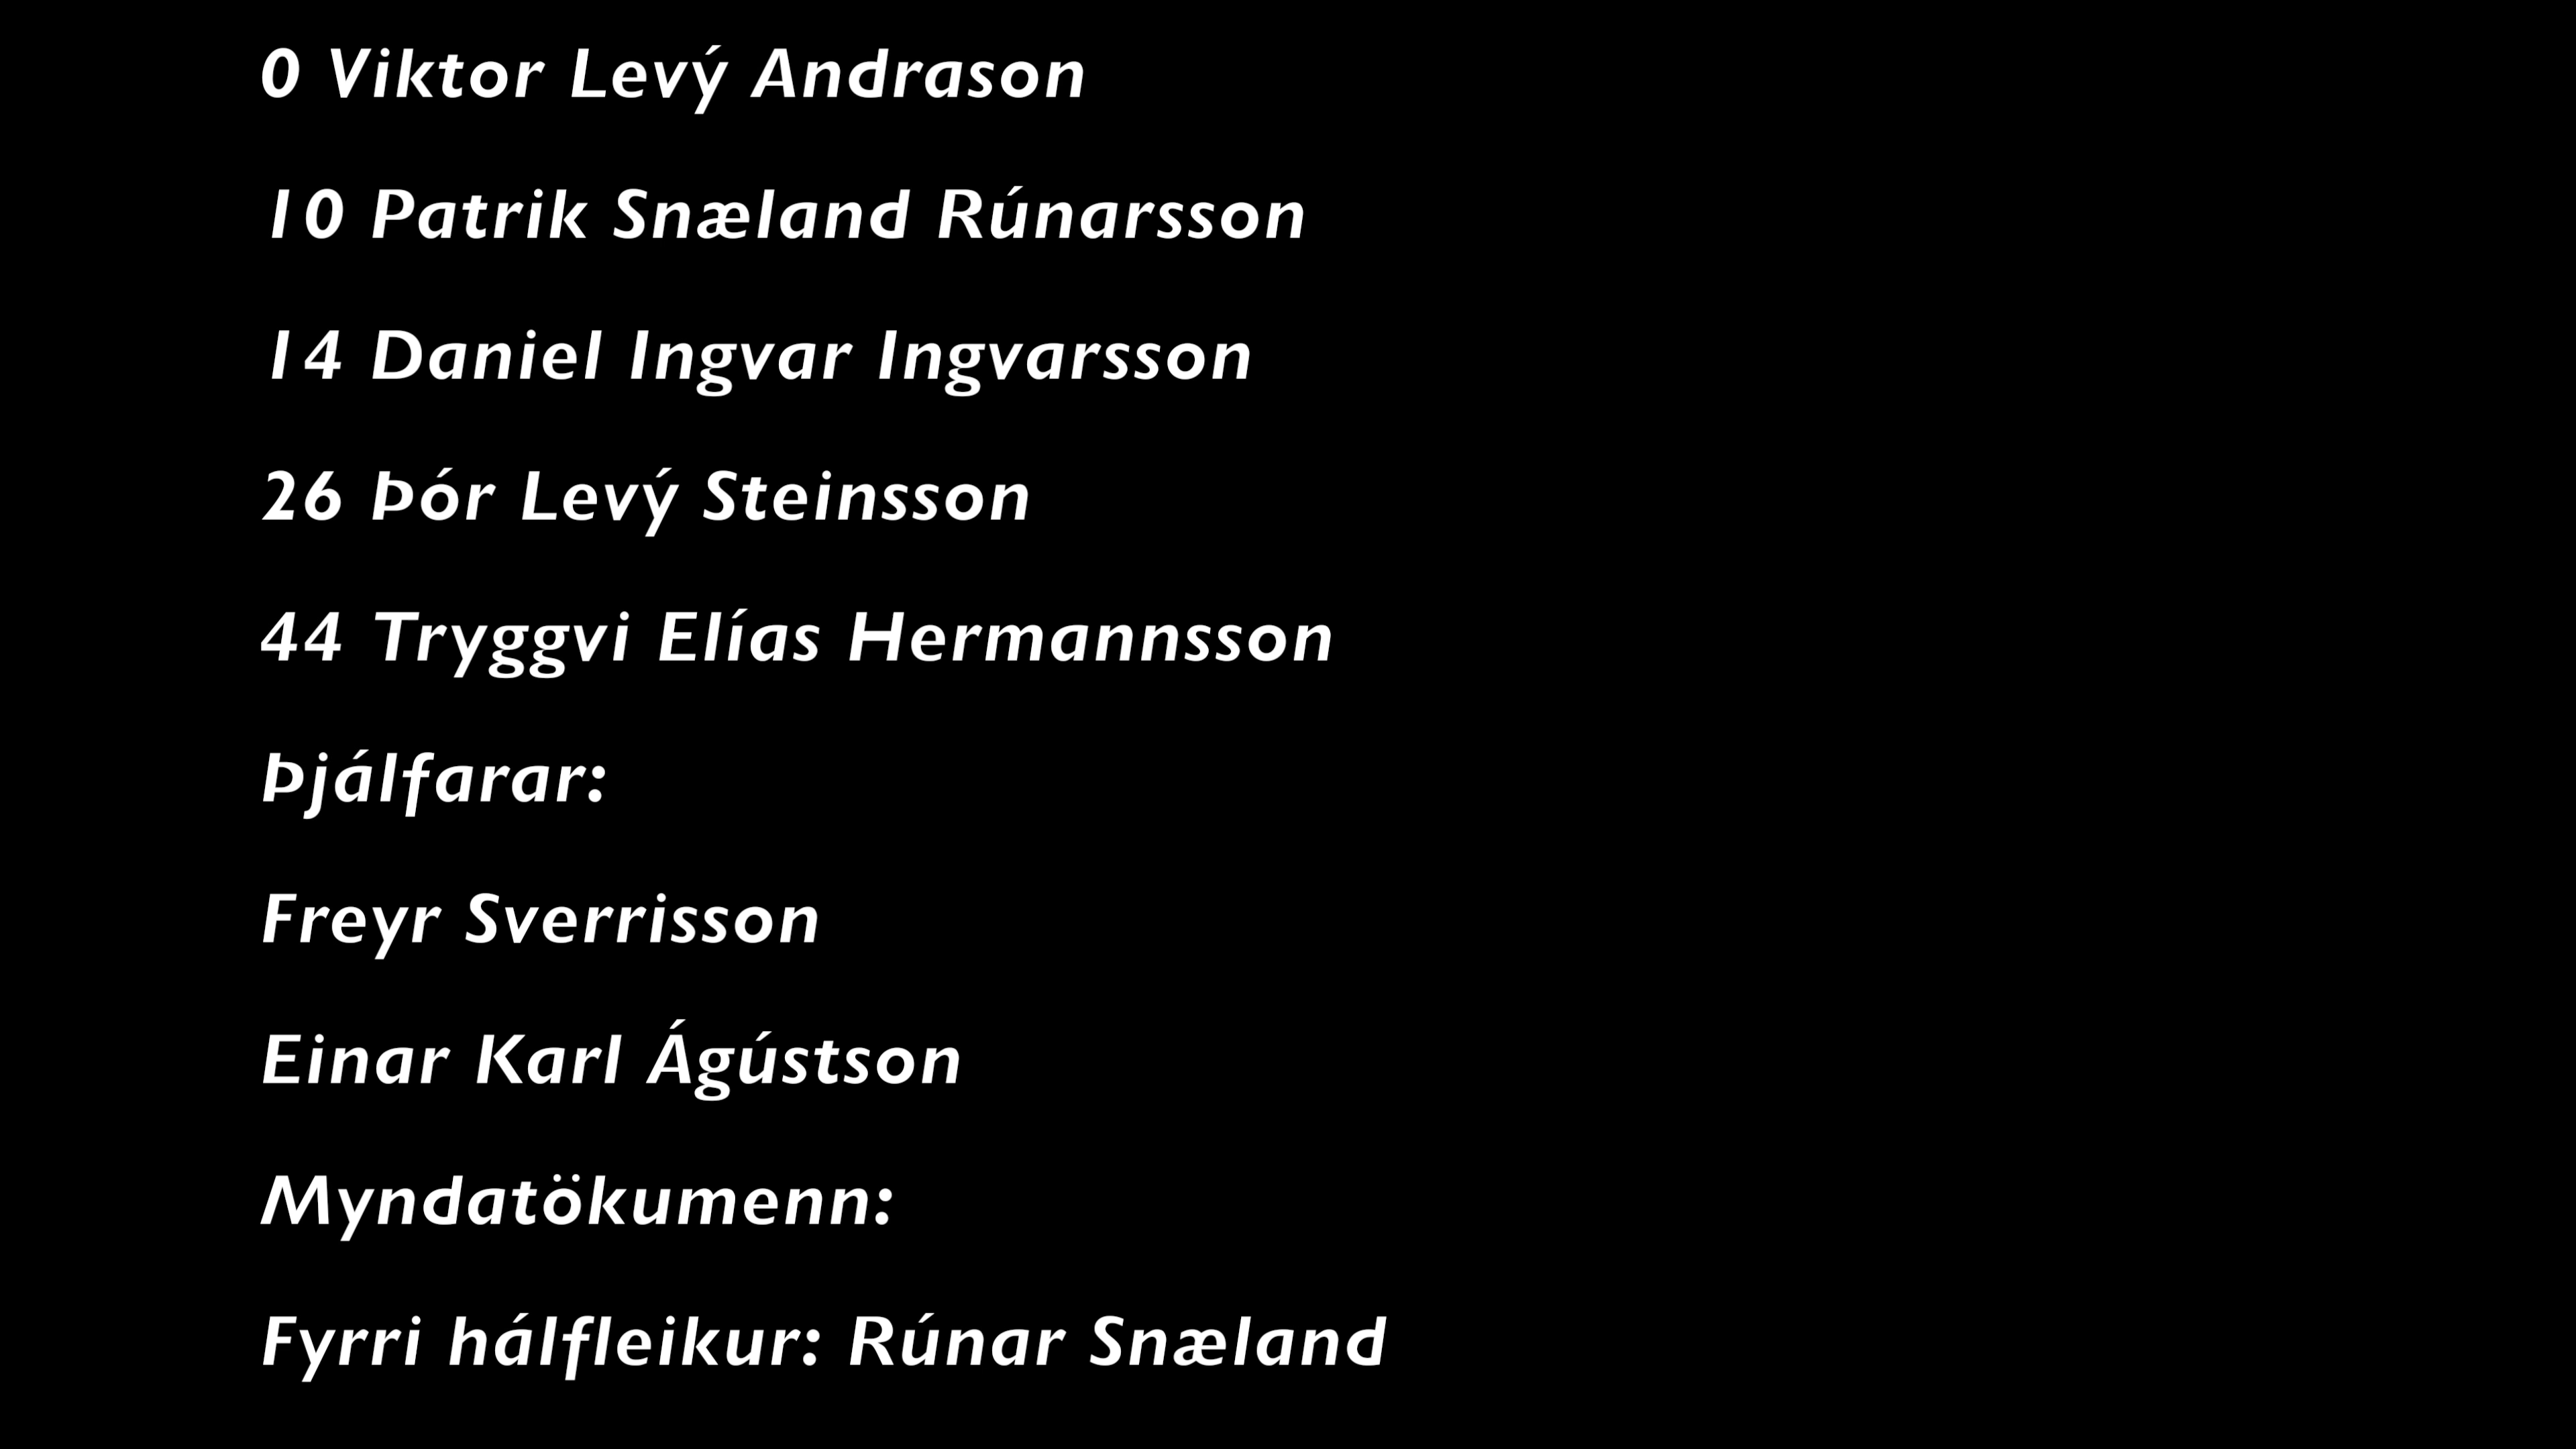 0 Viktor Levý Andrason
10 Patrik Snæland Rúnarsson
14 Daniel Ingvar Ingvarsson
26 Þór Levý Steinsson
44 Tryggvi Elías Hermannsson
Þjálfarar:
Freyr Sverrisson
Einar Karl Ágústson
Myndatökumenn:
Fyrri hálfleikur: Rúnar Snæland